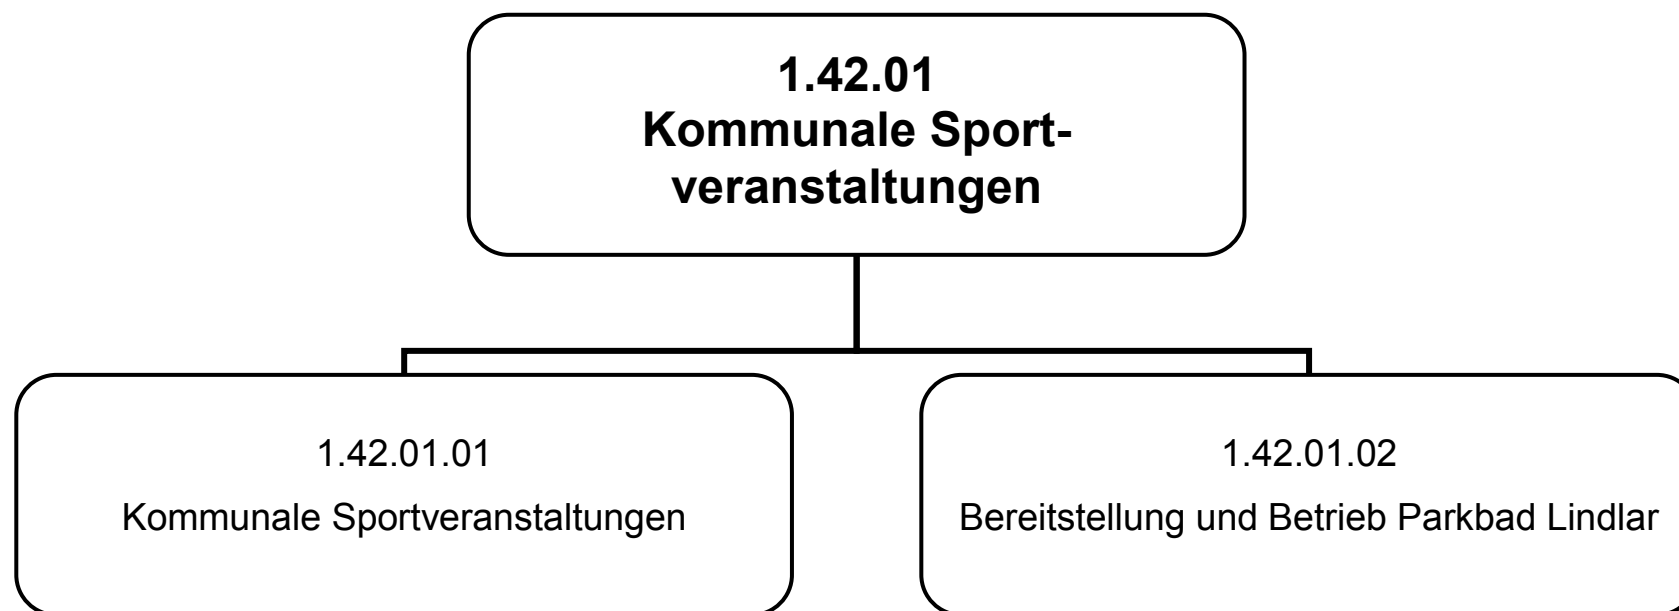 1.42.01
Kommunale Sport-
veranstaltungen
1.42.01.01
Kommunale Sportveranstaltungen
1.42.01.02
Bereitstellung und Betrieb Parkbad Lindlar